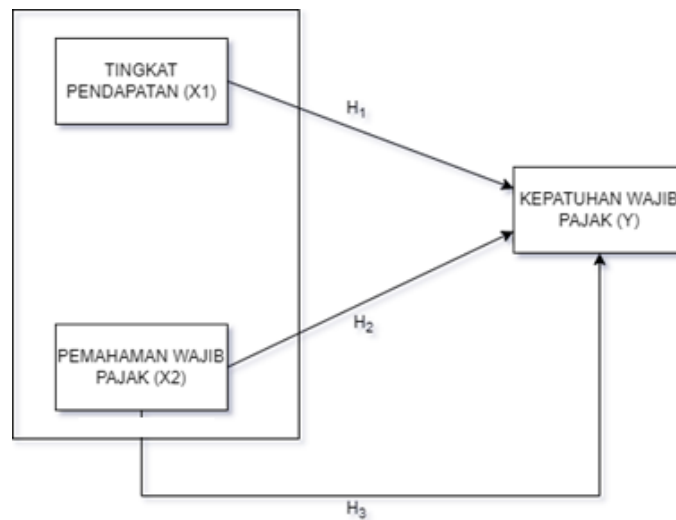 TINGKAT
PENDAPATAN (X1)
H1
KEPATUHAN WAJIB
PAJAK (Y)
H2
PEMAHAMAN WAJIB
PAJAK (X2)
H3